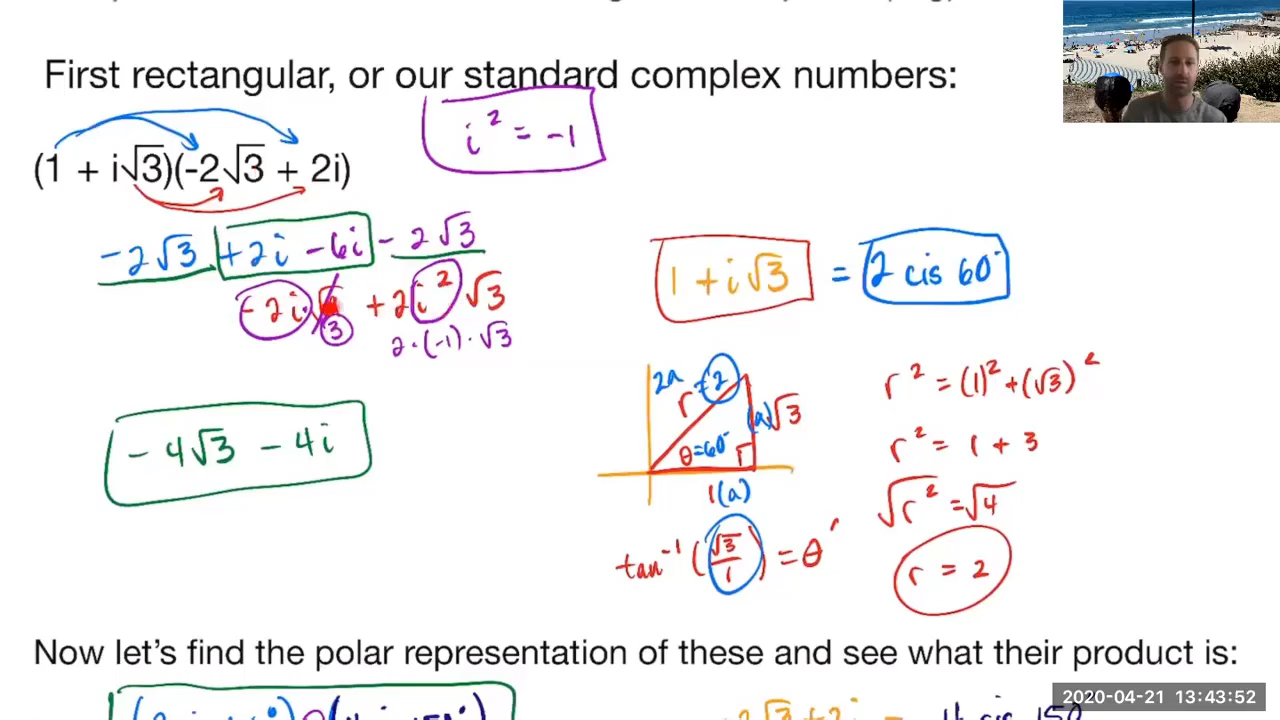 First rectangular, or our standard complex numbers:
i² = -1
(1 + i√3)(-2√3 + 2i)
-2√3 +2i - 6i - 2√3
-2i·√3 + 2i²√3
3
2·(-1)·√3
-4√3 - 4i
1 + i√3 = 2 cis 60°
2a
r = 2
(a)√3
θ=60°
1(a)
tan⁻¹(√3/1) = θ'
r² = (1)² + (√3)²
r² = 1 + 3
√r² = √4
r = 2
Now let's find the polar representation of these and see what their product is:
2020-04-21 13:43:52